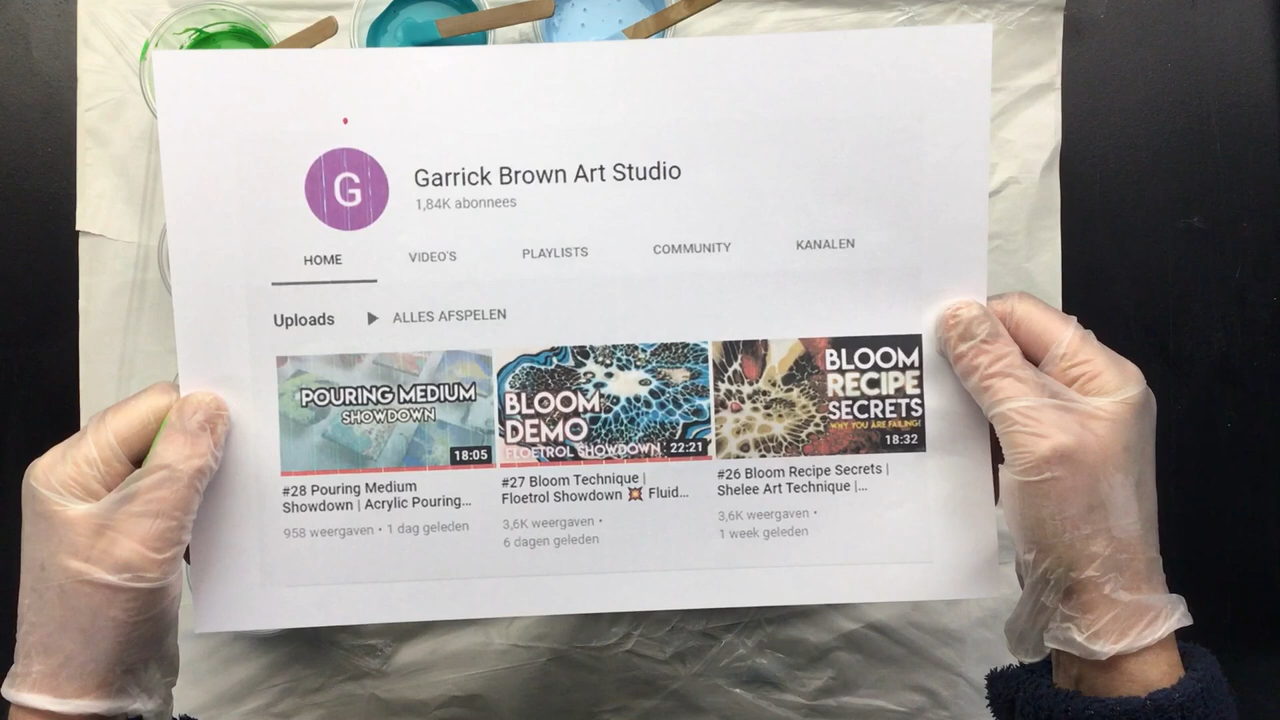 G
Garrick Brown Art Studio
1,84K abonnees
HOME VIDEO'S PLAYLISTS COMMUNITY KANALEN
Uploads ▶ ALLES AFSPELEN
POURING MEDIUM
SHOWDOWN
18:05
#28 Pouring Medium
Showdown | Acrylic Pouring...
958 weergaven • 1 dag geleden
BLOOM
DEMO
FLOETROL SHOWDOWN
22:21
#27 Bloom Technique |
Floetrol Showdown 💥 Fluid...
3,6K weergaven •
6 dagen geleden
BLOOM
RECIPE
SECRETS
WHY YOU ARE FAILING!
18:32
#26 Bloom Recipe Secrets |
Shelee Art Technique |...
3,6K weergaven •
1 week geleden